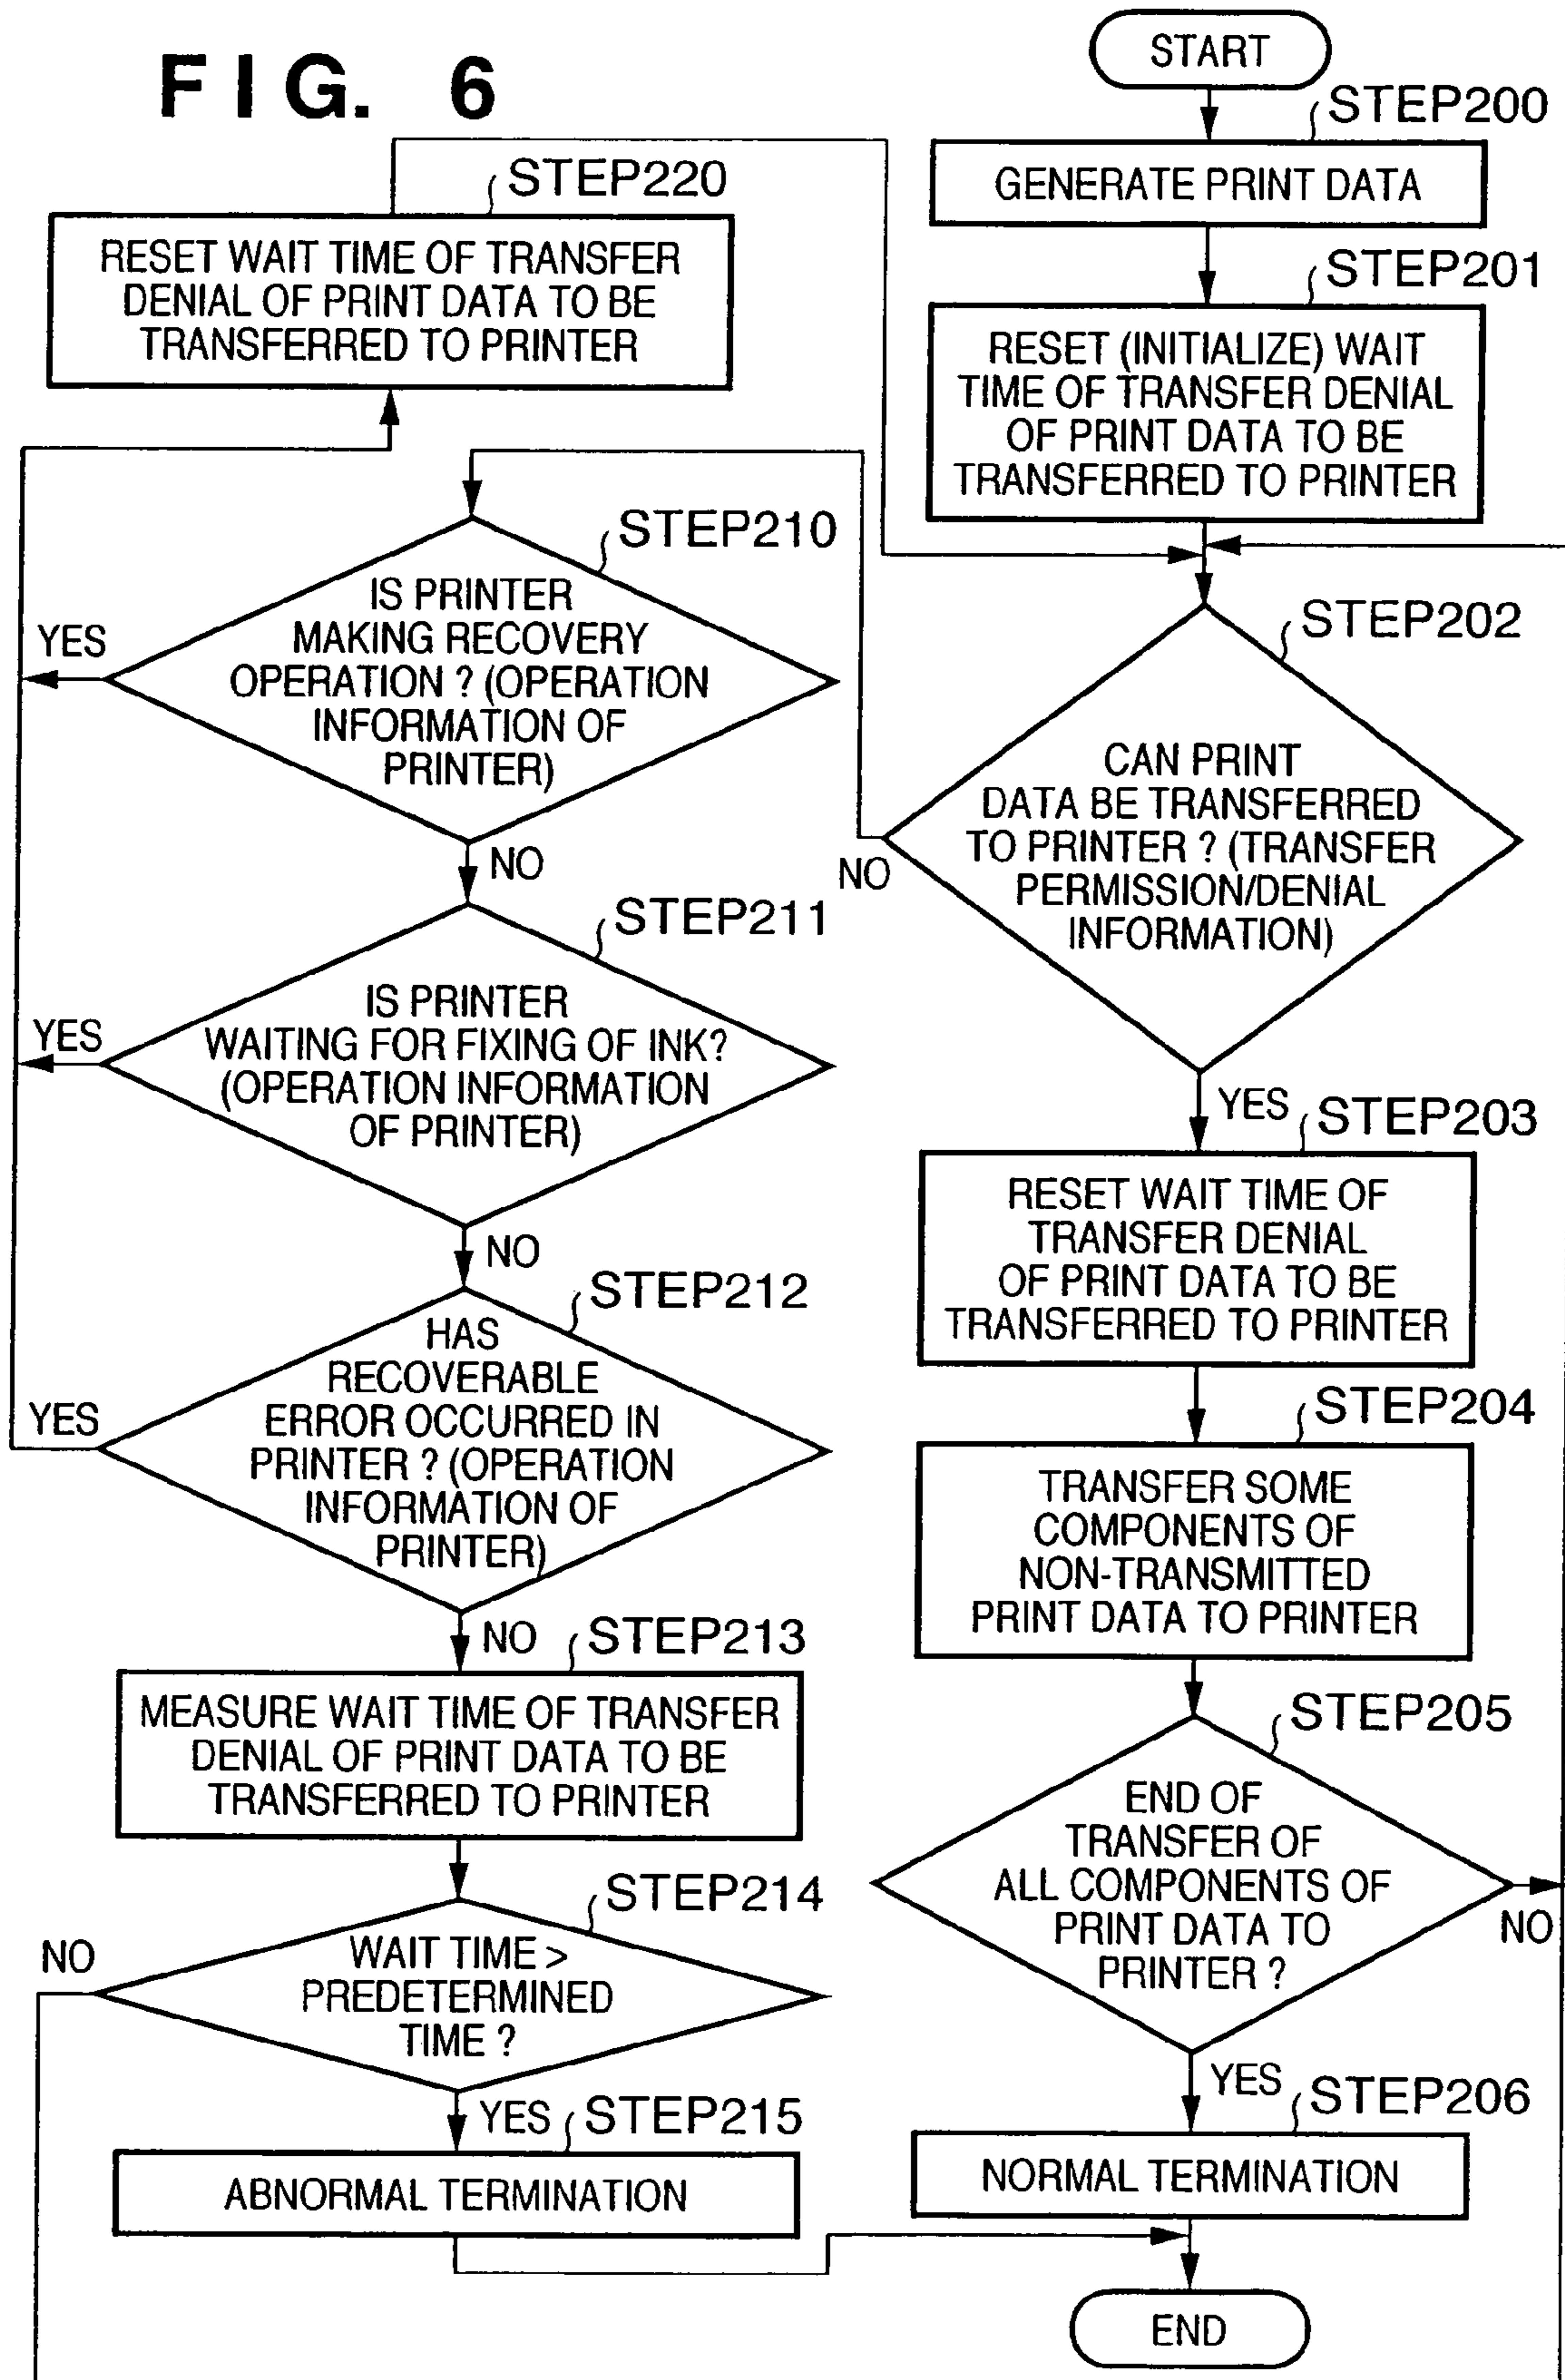 FIG. 6
START
STEP200
GENERATE PRINT DATA
STEP201
RESET (INITIALIZE) WAIT
TIME OF TRANSFER DENIAL
OF PRINT DATA TO BE
TRANSFERRED TO PRINTER
STEP202
CAN PRINT
DATA BE TRANSFERRED
TO PRINTER ? (TRANSFER
PERMISSION/DENIAL
INFORMATION)
NO
YES
STEP203
RESET WAIT TIME OF
TRANSFER DENIAL
OF PRINT DATA TO BE
TRANSFERRED TO PRINTER
STEP204
TRANSFER SOME
COMPONENTS OF
NON-TRANSMITTED
PRINT DATA TO PRINTER
STEP205
END OF
TRANSFER OF
ALL COMPONENTS OF
PRINT DATA TO
PRINTER ?
NO
YES
STEP206
NORMAL TERMINATION
END
STEP220
RESET WAIT TIME OF TRANSFER
DENIAL OF PRINT DATA TO BE
TRANSFERRED TO PRINTER
STEP210
IS PRINTER
MAKING RECOVERY
OPERATION ? (OPERATION
INFORMATION OF
PRINTER)
YES
NO
STEP211
IS PRINTER
WAITING FOR FIXING OF INK?
(OPERATION INFORMATION
OF PRINTER)
YES
NO
STEP212
HAS
RECOVERABLE
ERROR OCCURRED IN
PRINTER ? (OPERATION
INFORMATION OF
PRINTER)
YES
NO
STEP213
MEASURE WAIT TIME OF TRANSFER
DENIAL OF PRINT DATA TO BE
TRANSFERRED TO PRINTER
STEP214
WAIT TIME >
PREDETERMINED
TIME ?
NO
YES
STEP215
ABNORMAL TERMINATION